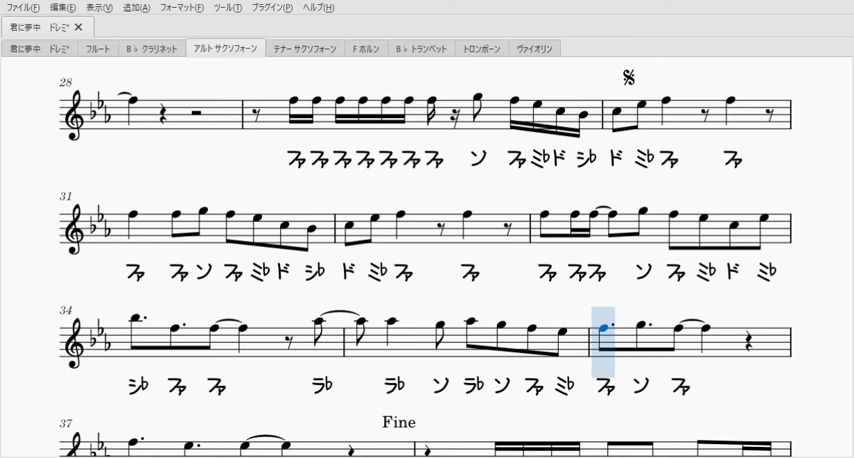 ファイル(F) 編集(E) 表示(V) 追加(A) フォーマット(F) ツール(T) プラグイン(P) ヘルプ(H)
君に夢中 ドレミ* ✕
君に夢中 ドレミ* フルート B♭ クラリネット アルト サクソフォーン テナー サクソフォーン F ホルン B♭ トランペット トロンボーン ヴァイオリン
28
ファ ファ ファ ファ ファ ファ ファ ソ ファ ミ♭ ド シ♭ ド ミ♭ ファ ファ
31
ファ ファ ソ ファ ミ♭ ド シ♭ ド ミ♭ ファ ファ ファ ファ ファ ソ ファ ミ♭ ド ミ♭
34
シ♭ ファ ファ ラ♭ ラ♭ ソ ラ♭ ソ ファ ミ♭ ファ ソ ファ
37
Fine